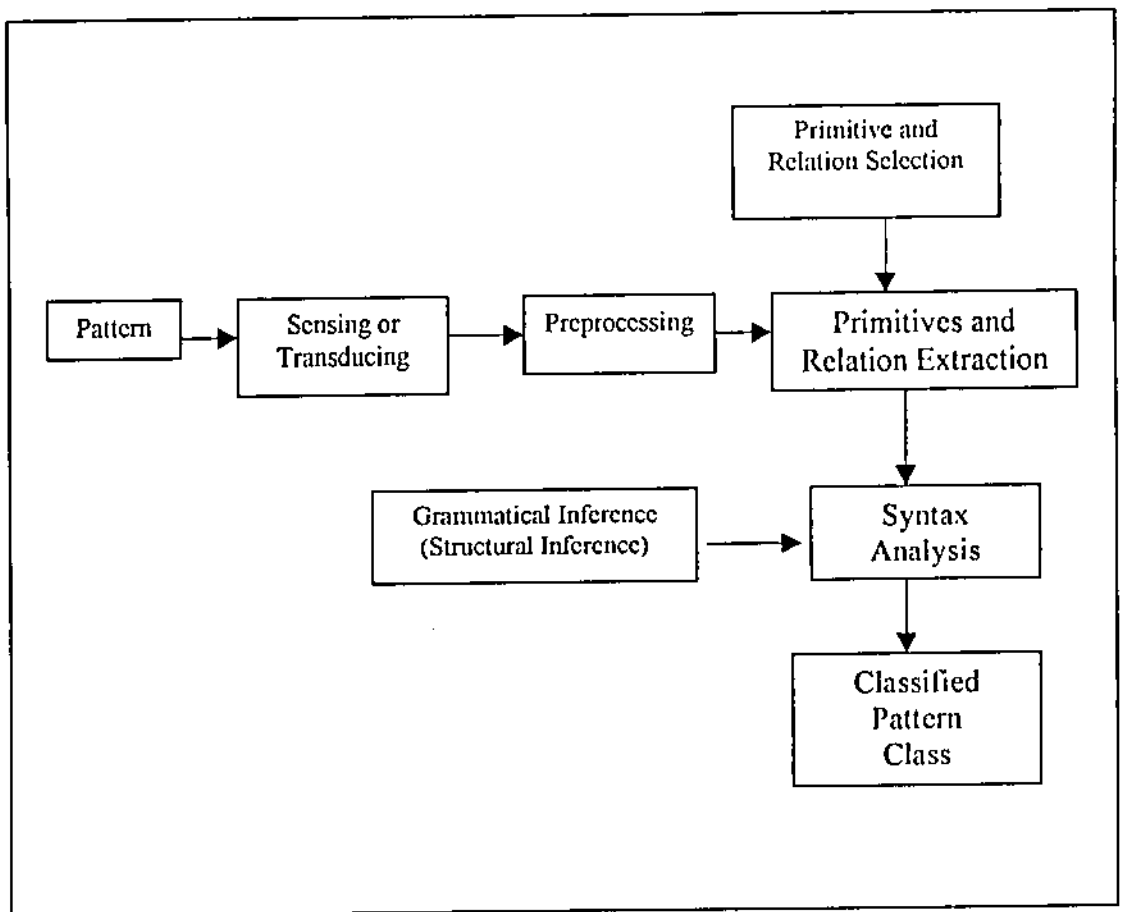 Primitive and
Relation Selection
Pattern
Sensing or
Transducing
Preprocessing
Primitives and
Relation Extraction
Grammatical Inference
(Structural Inference)
Syntax
Analysis
Classified
Pattern
Class